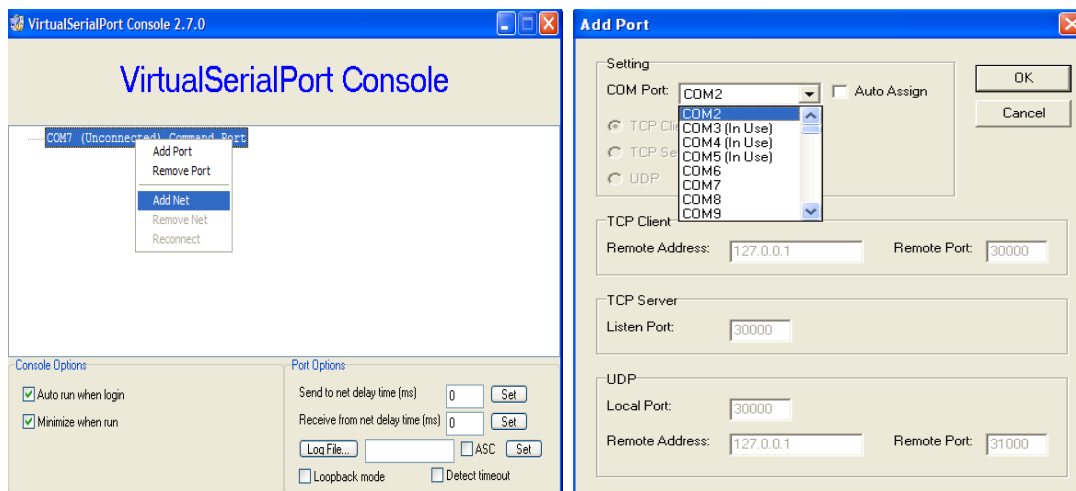 VirtualSerialPort Console 2.7.0
VirtualSerialPort Console
COM7 (Unconnected) Command Port
Add Port
Remove Port
Add Net
Remove Net
Reconnect
Console Options
Auto run when login
Minimize when run
Port Options
Send to net delay time (ms) 0 Set
Receive from net delay time (ms) 0 Set
Log File... ASC Set
Loopback mode Detect timeout
Add Port
Setting
COM Port: COM2 Auto Assign
OK
Cancel
COM2
COM3 (In Use)
COM4 (In Use)
COM5 (In Use)
COM6
COM7
COM8
COM9
TCP Cli
TCP Se
UDP
TCP Client
Remote Address: 127.0.0.1 Remote Port: 30000
TCP Server
Listen Port: 30000
UDP
Local Port: 30000
Remote Address: 127.0.0.1 Remote Port: 31000